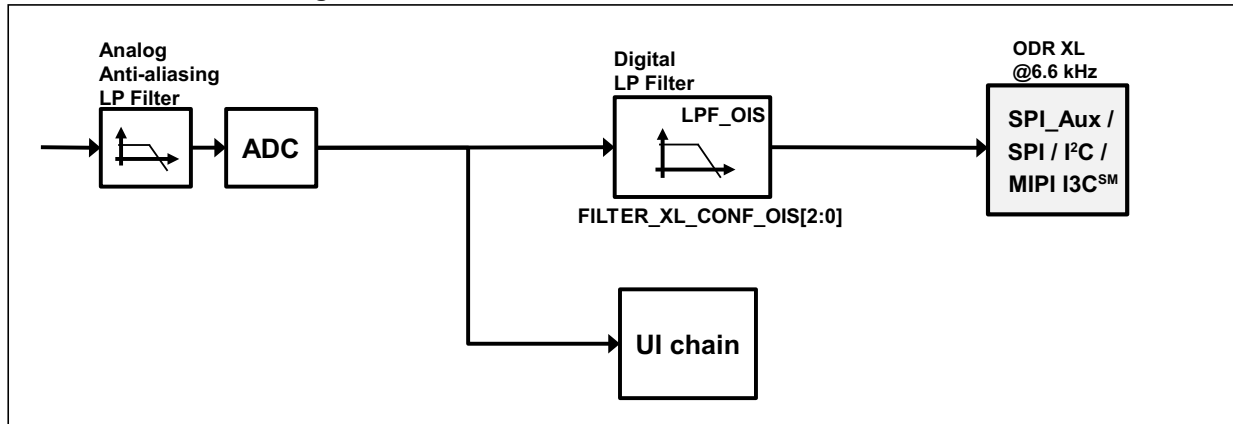 Analog
Anti-aliasing
LP Filter
ADC
Digital
LP Filter
LPF_OIS
FILTER_XL_CONF_OIS[2:0]
ODR XL
@6.6 kHz
SPI_Aux /
SPI / I²C /
MIPI I3Cˢᴹ
UI chain